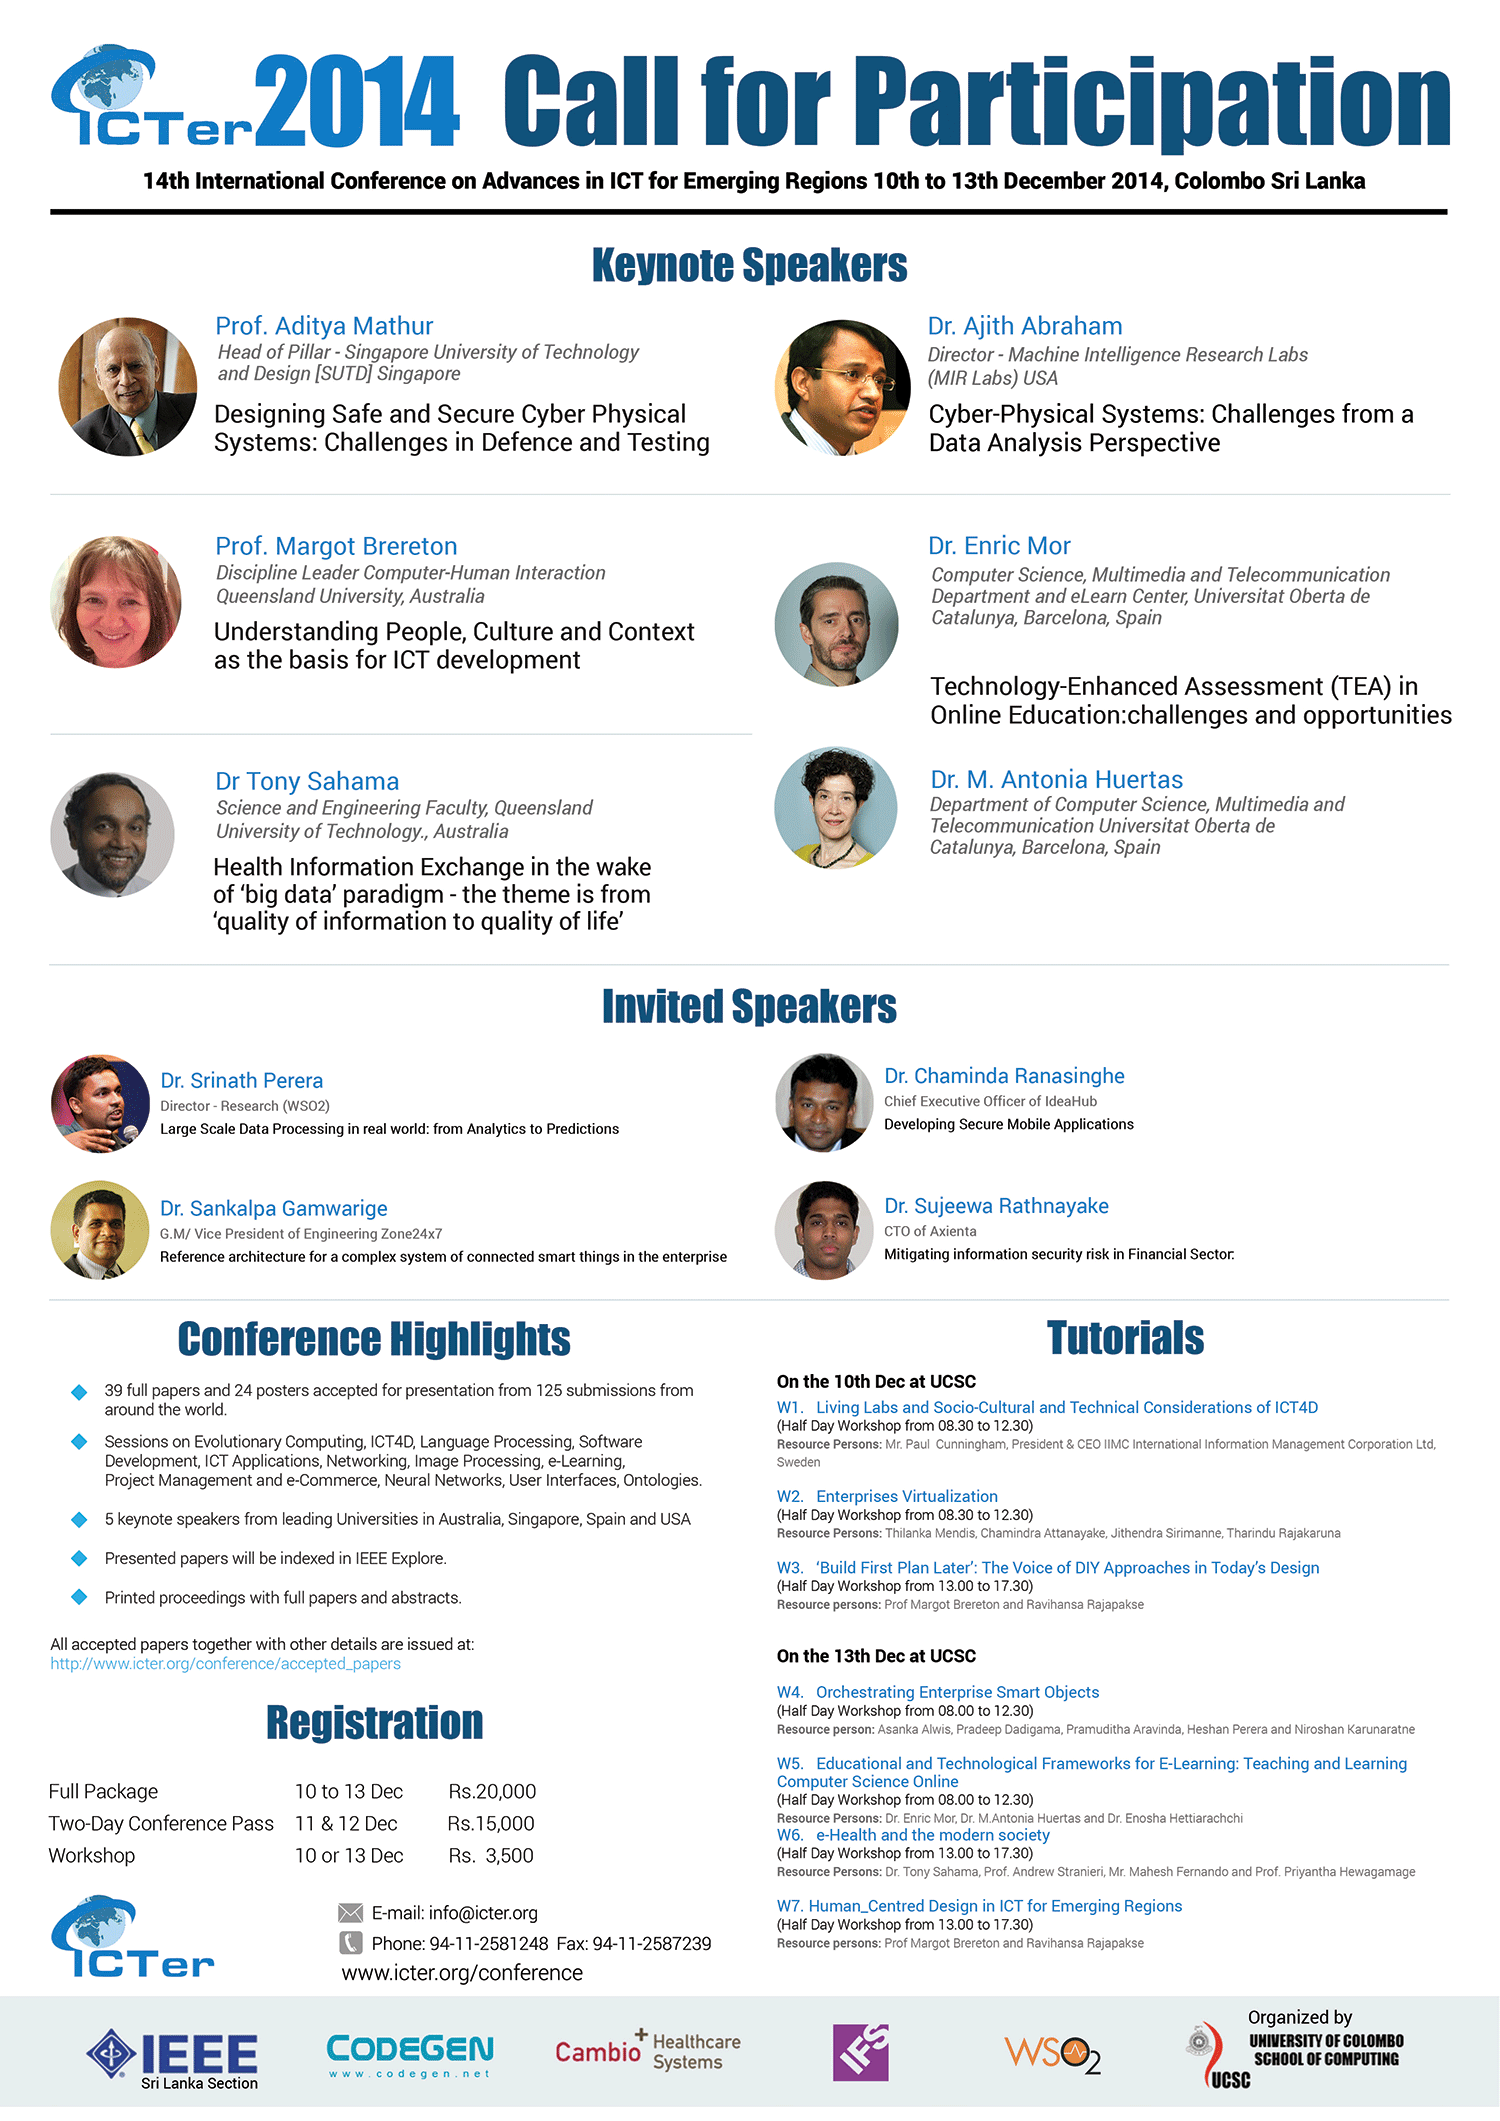 ICTer2014 Call for Participation
14th International Conference on Advances in ICT for Emerging Regions 10th to 13th December 2014, Colombo Sri Lanka
Keynote Speakers
Prof. Aditya Mathur
Head of Pillar - Singapore University of Technology
and Design [SUTD] Singapore
Designing Safe and Secure Cyber Physical
Systems: Challenges in Defence and Testing
Dr. Ajith Abraham
Director - Machine Intelligence Research Labs
(MIR Labs) USA
Cyber-Physical Systems: Challenges from a
Data Analysis Perspective
Prof. Margot Brereton
Discipline Leader Computer-Human Interaction
Queensland University, Australia
Understanding People, Culture and Context
as the basis for ICT development
Dr. Enric Mor
Computer Science, Multimedia and Telecommunication
Department and eLearn Center, Universitat Oberta de
Catalunya, Barcelona, Spain
Technology-Enhanced Assessment (TEA) in
Online Education:challenges and opportunities
Dr Tony Sahama
Science and Engineering Faculty, Queensland
University of Technology., Australia
Health Information Exchange in the wake
of ‘big data’ paradigm - the theme is from
‘quality of information to quality of life’
Dr. M. Antonia Huertas
Department of Computer Science, Multimedia and
Telecommunication Universitat Oberta de
Catalunya, Barcelona, Spain
Invited Speakers
Dr. Srinath Perera
Director - Research (WSO2)
Large Scale Data Processing in real world: from Analytics to Predictions
Dr. Chaminda Ranasinghe
Chief Executive Officer of IdeaHub
Developing Secure Mobile Applications
Dr. Sankalpa Gamwarige
G.M/ Vice President of Engineering Zone24x7
Reference architecture for a complex system of connected smart things in the enterprise
Dr. Sujeewa Rathnayake
CTO of Axienta
Mitigating information security risk in Financial Sector.
Conference Highlights
39 full papers and 24 posters accepted for presentation from 125 submissions from
around the world.
Sessions on Evolutionary Computing, ICT4D, Language Processing, Software
Development, ICT Applications, Networking, Image Processing, e-Learning,
Project Management and e-Commerce, Neural Networks, User Interfaces, Ontologies.
5 keynote speakers from leading Universities in Australia, Singapore, Spain and USA
Presented papers will be indexed in IEEE Explore.
Printed proceedings with full papers and abstracts.
All accepted papers together with other details are issued at:
http://www.icter.org/conference/accepted_papers
Registration
Full Package 10 to 13 Dec Rs.20,000
Two-Day Conference Pass 11 & 12 Dec Rs.15,000
Workshop 10 or 13 Dec Rs. 3,500
ICTer
E-mail: info@icter.org
Phone: 94-11-2581248 Fax: 94-11-2587239
www.icter.org/conference
Tutorials
On the 10th Dec at UCSC
W1. Living Labs and Socio-Cultural and Technical Considerations of ICT4D
(Half Day Workshop from 08.30 to 12.30)
Resource Persons: Mr. Paul Cunningham, President & CEO IIMC International Information Management Corporation Ltd,
Sweden
W2. Enterprises Virtualization
(Half Day Workshop from 08.30 to 12.30)
Resource Persons: Thilanka Mendis, Chamindra Attanayake, Jithendra Sirimanne, Tharindu Rajakaruna
W3. ‘Build First Plan Later’: The Voice of DIY Approaches in Today’s Design
(Half Day Workshop from 13.00 to 17.30)
Resource persons: Prof Margot Brereton and Ravihansa Rajapakse
On the 13th Dec at UCSC
W4. Orchestrating Enterprise Smart Objects
(Half Day Workshop from 08.00 to 12.30)
Resource person: Asanka Alwis, Pradeep Dadigama, Pramuditha Aravinda, Heshan Perera and Niroshan Karunaratne
W5. Educational and Technological Frameworks for E-Learning: Teaching and Learning
Computer Science Online
(Half Day Workshop from 08.00 to 12.30)
Resource Persons: Dr. Enric Mor, Dr. M.Antonia Huertas and Dr. Enosha Hettiarachchi
W6. e-Health and the modern society
(Half Day Workshop from 13.00 to 17.30)
Resource Persons: Dr. Tony Sahama, Prof. Andrew Stranieri, Mr. Mahesh Fernando and Prof. Priyantha Hewagamage
W7. Human_Centred Design in ICT for Emerging Regions
(Half Day Workshop from 13.00 to 17.30)
Resource persons: Prof Margot Brereton and Ravihansa Rajapakse
IEEE
Sri Lanka Section
CODEGEN
www.codegen.net
Cambio+ Healthcare
Systems
IFS
WSO2
Organized by
UCSC
UNIVERSITY OF COLOMBO
SCHOOL OF COMPUTING